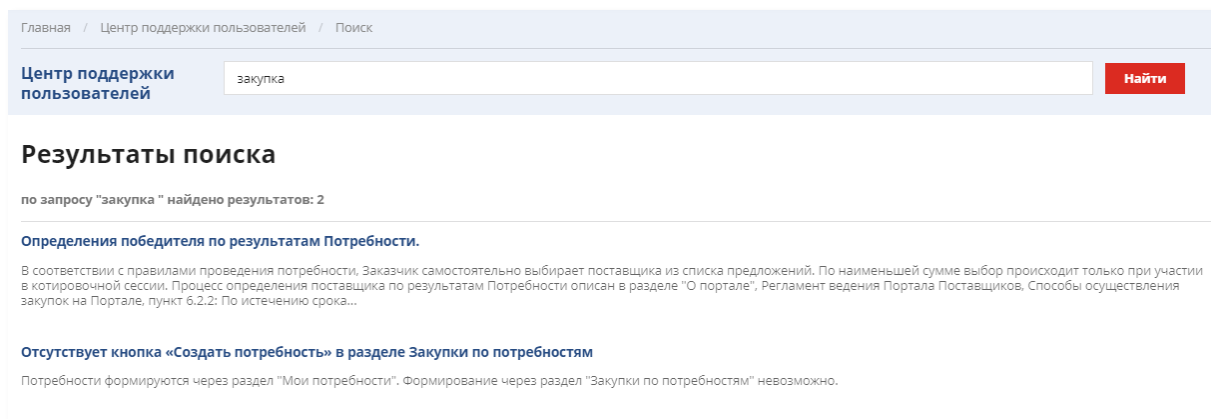 Главная / Центр поддержки пользователей / Поиск
Центр поддержки
пользователей
закупка
Найти
Результаты поиска
по запросу "закупка " найдено результатов: 2
Определения победителя по результатам Потребности.
В соответствии с правилами проведения потребности, Заказчик самостоятельно выбирает поставщика из списка предложений. По наименьшей сумме выбор происходит только при участии
в котировочной сессии. Процесс определения поставщика по результатам Потребности описан в разделе "О портале", Регламент ведения Портала Поставщиков, Способы осуществления
закупок на Портале, пункт 6.2.2: По истечению срока...
Отсутствует кнопка «Создать потребность» в разделе Закупки по потребностям
Потребности формируются через раздел "Мои потребности". Формирование через раздел "Закупки по потребностям" невозможно.